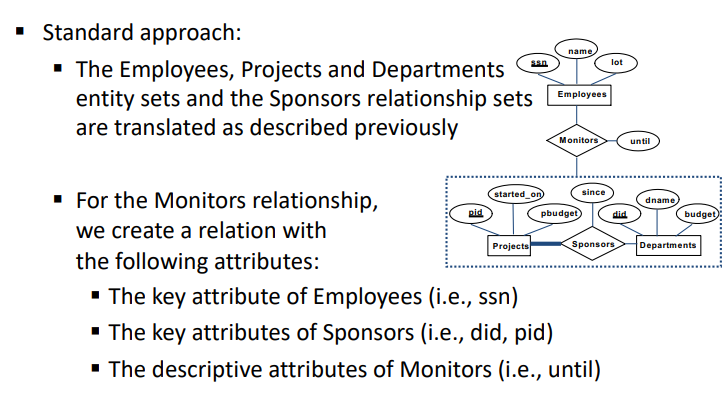 ▪ Standard approach:
▪ The Employees, Projects and Departments
entity sets and the Sponsors relationship sets
are translated as described previously
▪ For the Monitors relationship,
we create a relation with
the following attributes:
▪ The key attribute of Employees (i.e., ssn)
▪ The key attributes of Sponsors (i.e., did, pid)
▪ The descriptive attributes of Monitors (i.e., until)
name
ssn
lot
Employees
Monitors
until
started_on
since
dname
pid
pbudget
did
budget
Projects
Sponsors
Departments